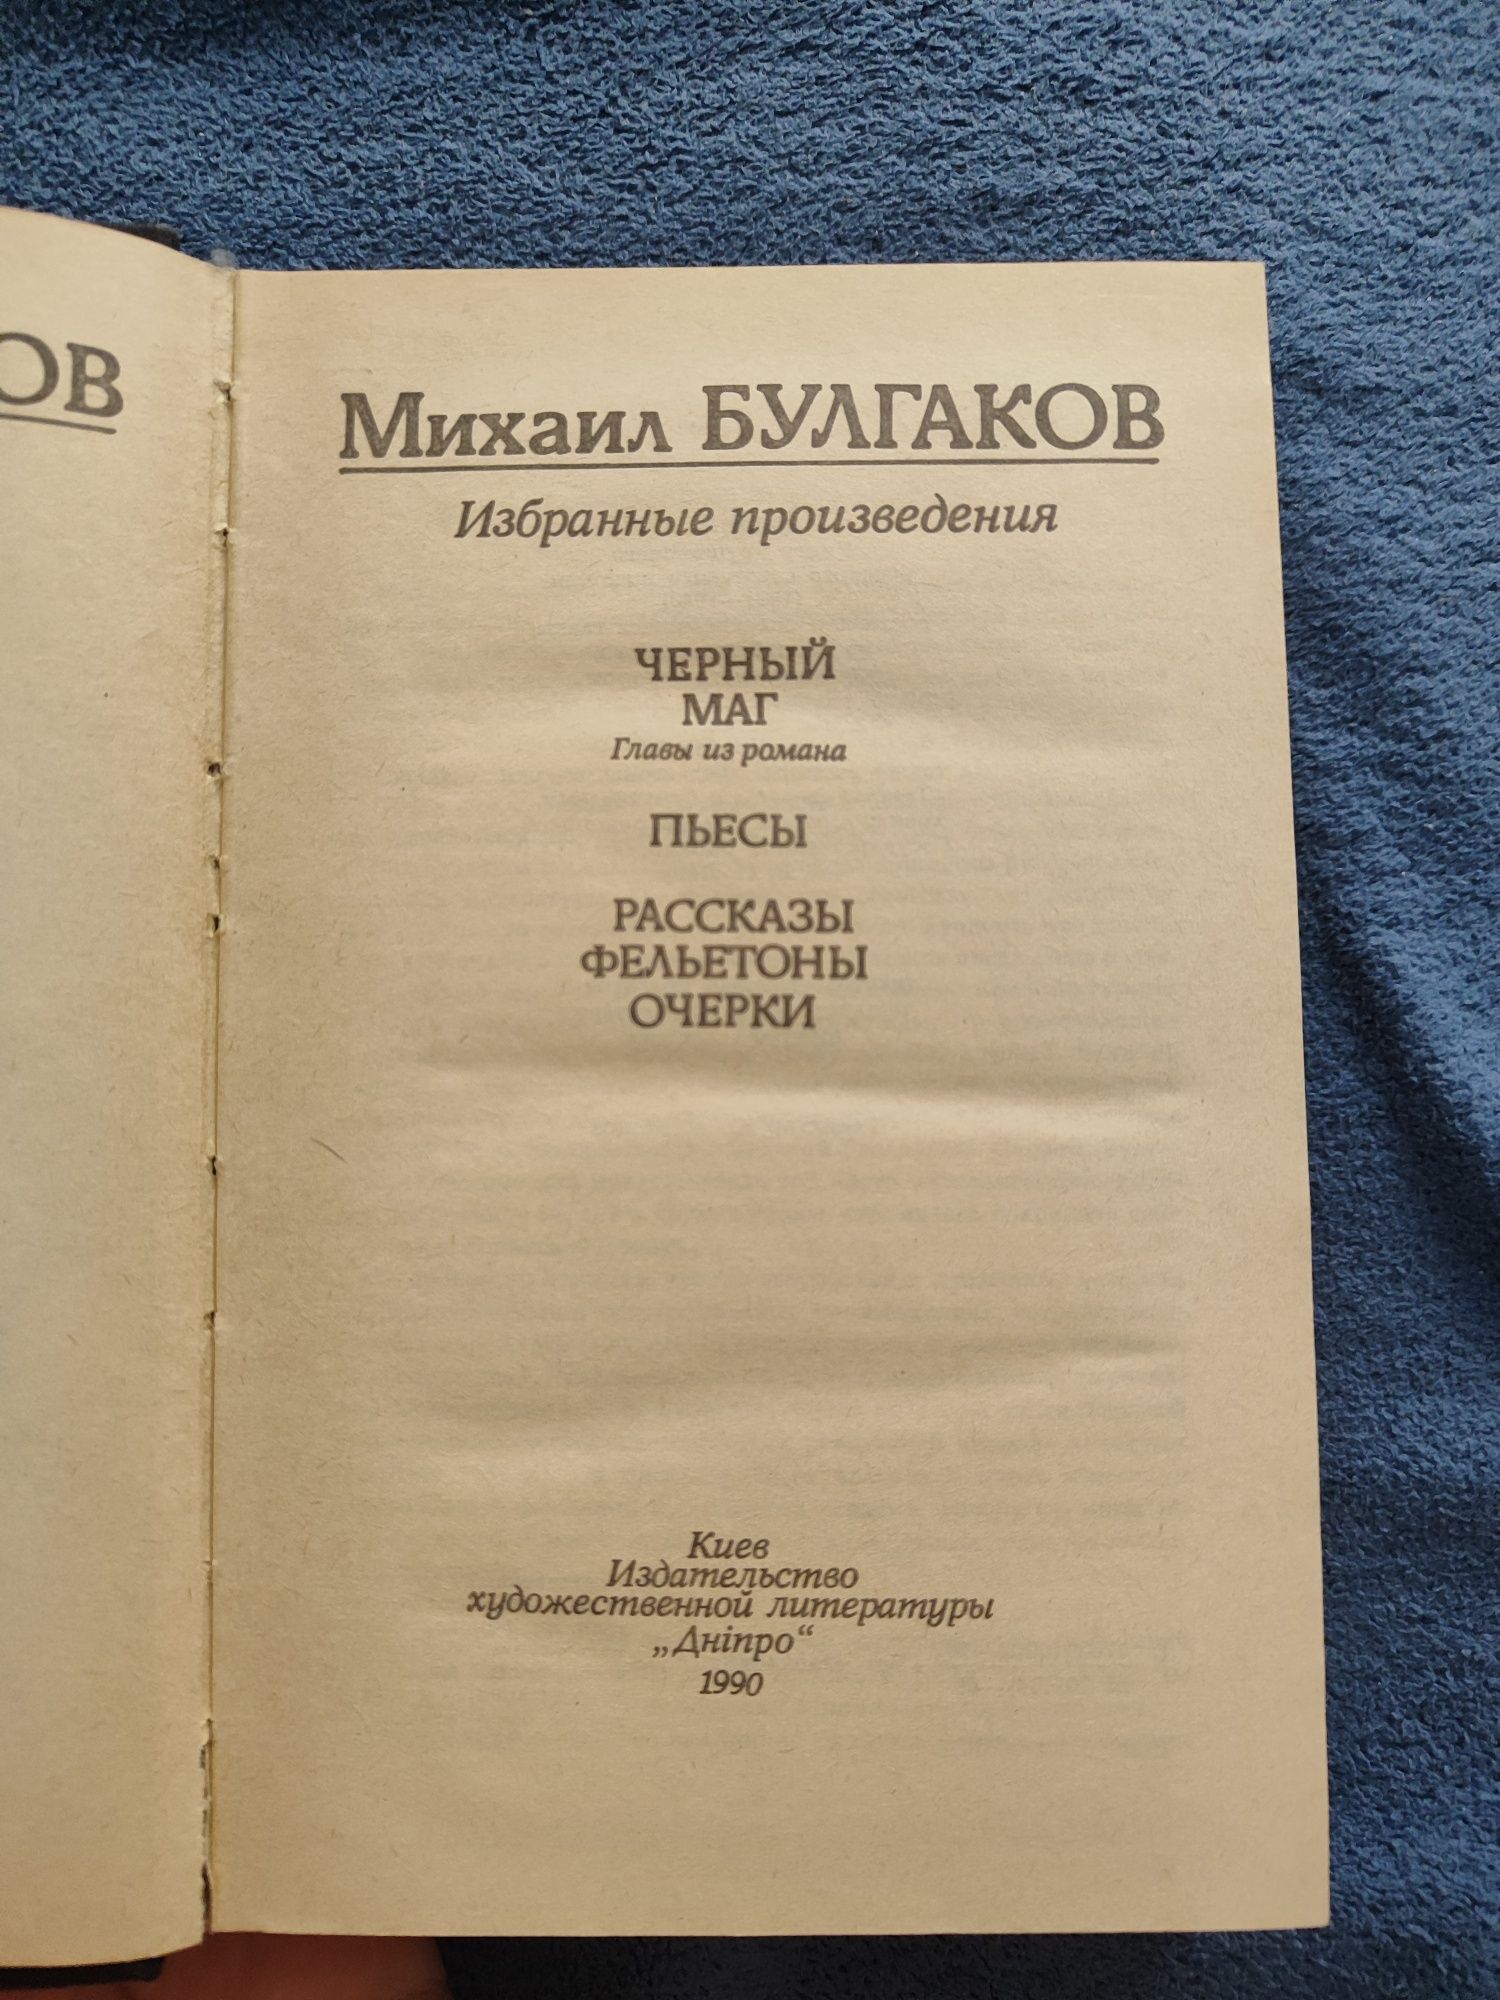 ОВ
Михаил БУЛГАКОВ
Избранные произведения
ЧЕРНЫЙ
МАГ
Главы из романа
ПЬЕСЫ
РАССКАЗЫ
ФЕЛЬЕТОНЫ
ОЧЕРКИ
Киев
Издательство
художественной литературы
„Дніпро“
1990